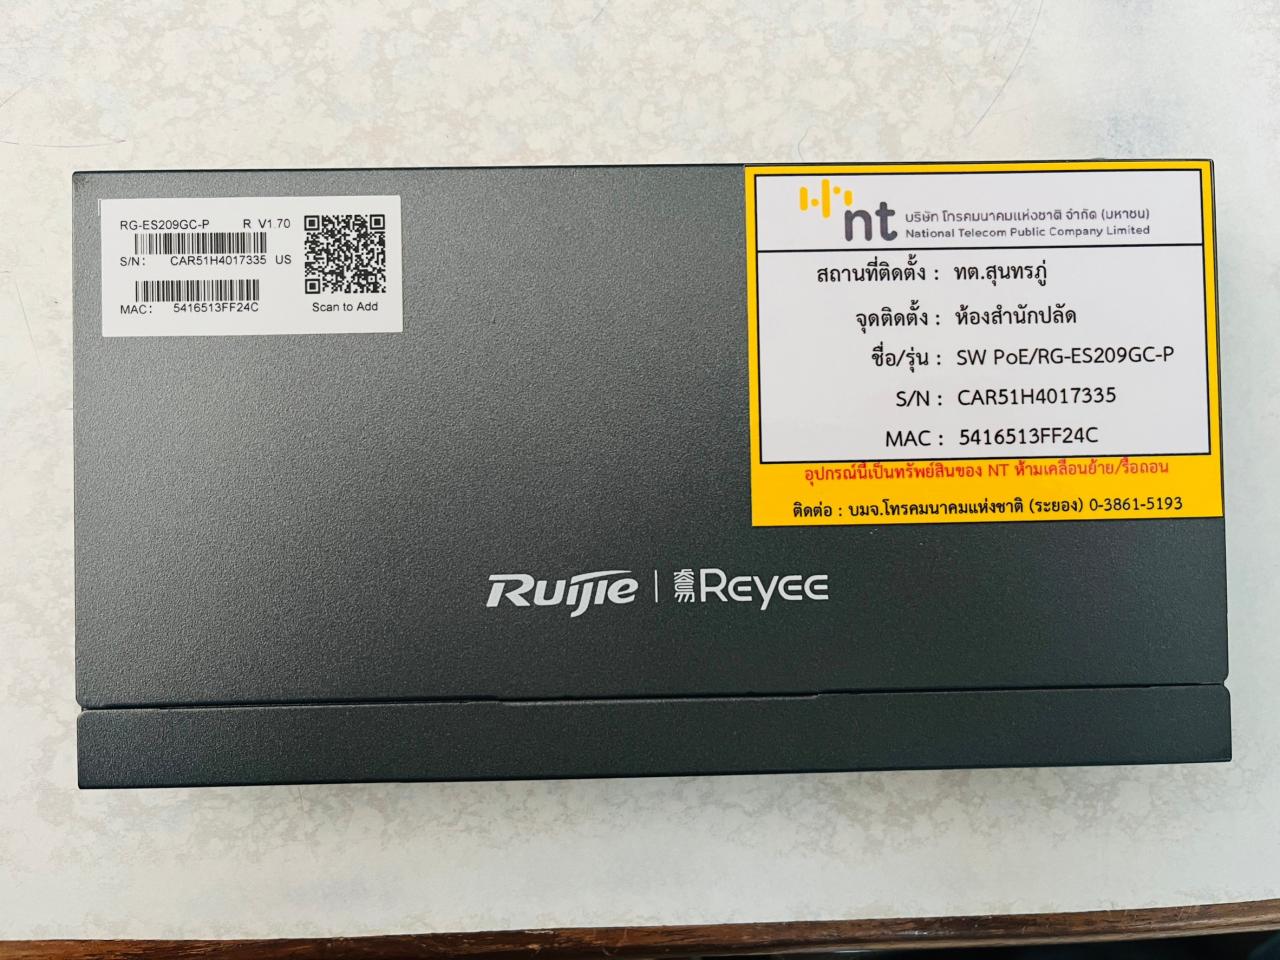 RG-ES209GC-P R V1.70
S/N: CAR51H4017335 US
MAC: 5416513FF24C
Scan to Add
nt
บริษัท โทรคมนาคมแห่งชาติ จำกัด (มหาชน)
National Telecom Public Company Limited
สถานที่ติดตั้ง : ทต.สุนทรภู่
จุดติดตั้ง : ห้องสำนักปลัด
ชื่อ/รุ่น : SW PoE/RG-ES209GC-P
S/N : CAR51H4017335
MAC : 5416513FF24C
อุปกรณ์นี้เป็นทรัพย์สินของ NT ห้ามเคลื่อนย้าย/รื้อถอน
ติดต่อ : บมจ.โทรคมนาคมแห่งชาติ (ระยอง) 0-3861-5193
Ruijie | 睿易 Reyee